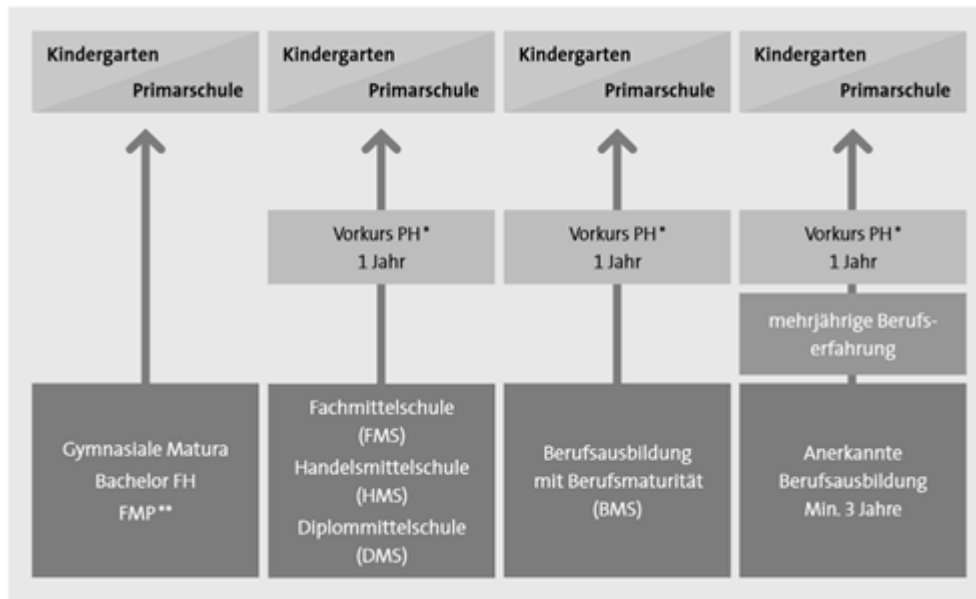 Kindergarten
Primarschule
Kindergarten
Primarschule
Kindergarten
Primarschule
Kindergarten
Primarschule
Vorkurs PH*
1 Jahr
Vorkurs PH*
1 Jahr
Vorkurs PH*
1 Jahr
mehrjährige Berufs-
erfahrung
Gymnasiale Matura
Bachelor FH
FMP**
Fachmittelschule
(FMS)
Handelsmittelschule
(HMS)
Diplommittelschule
(DMS)
Berufsausbildung
mit Berufsmaturität
(BMS)
Anerkannte
Berufsausbildung
Min. 3 Jahre